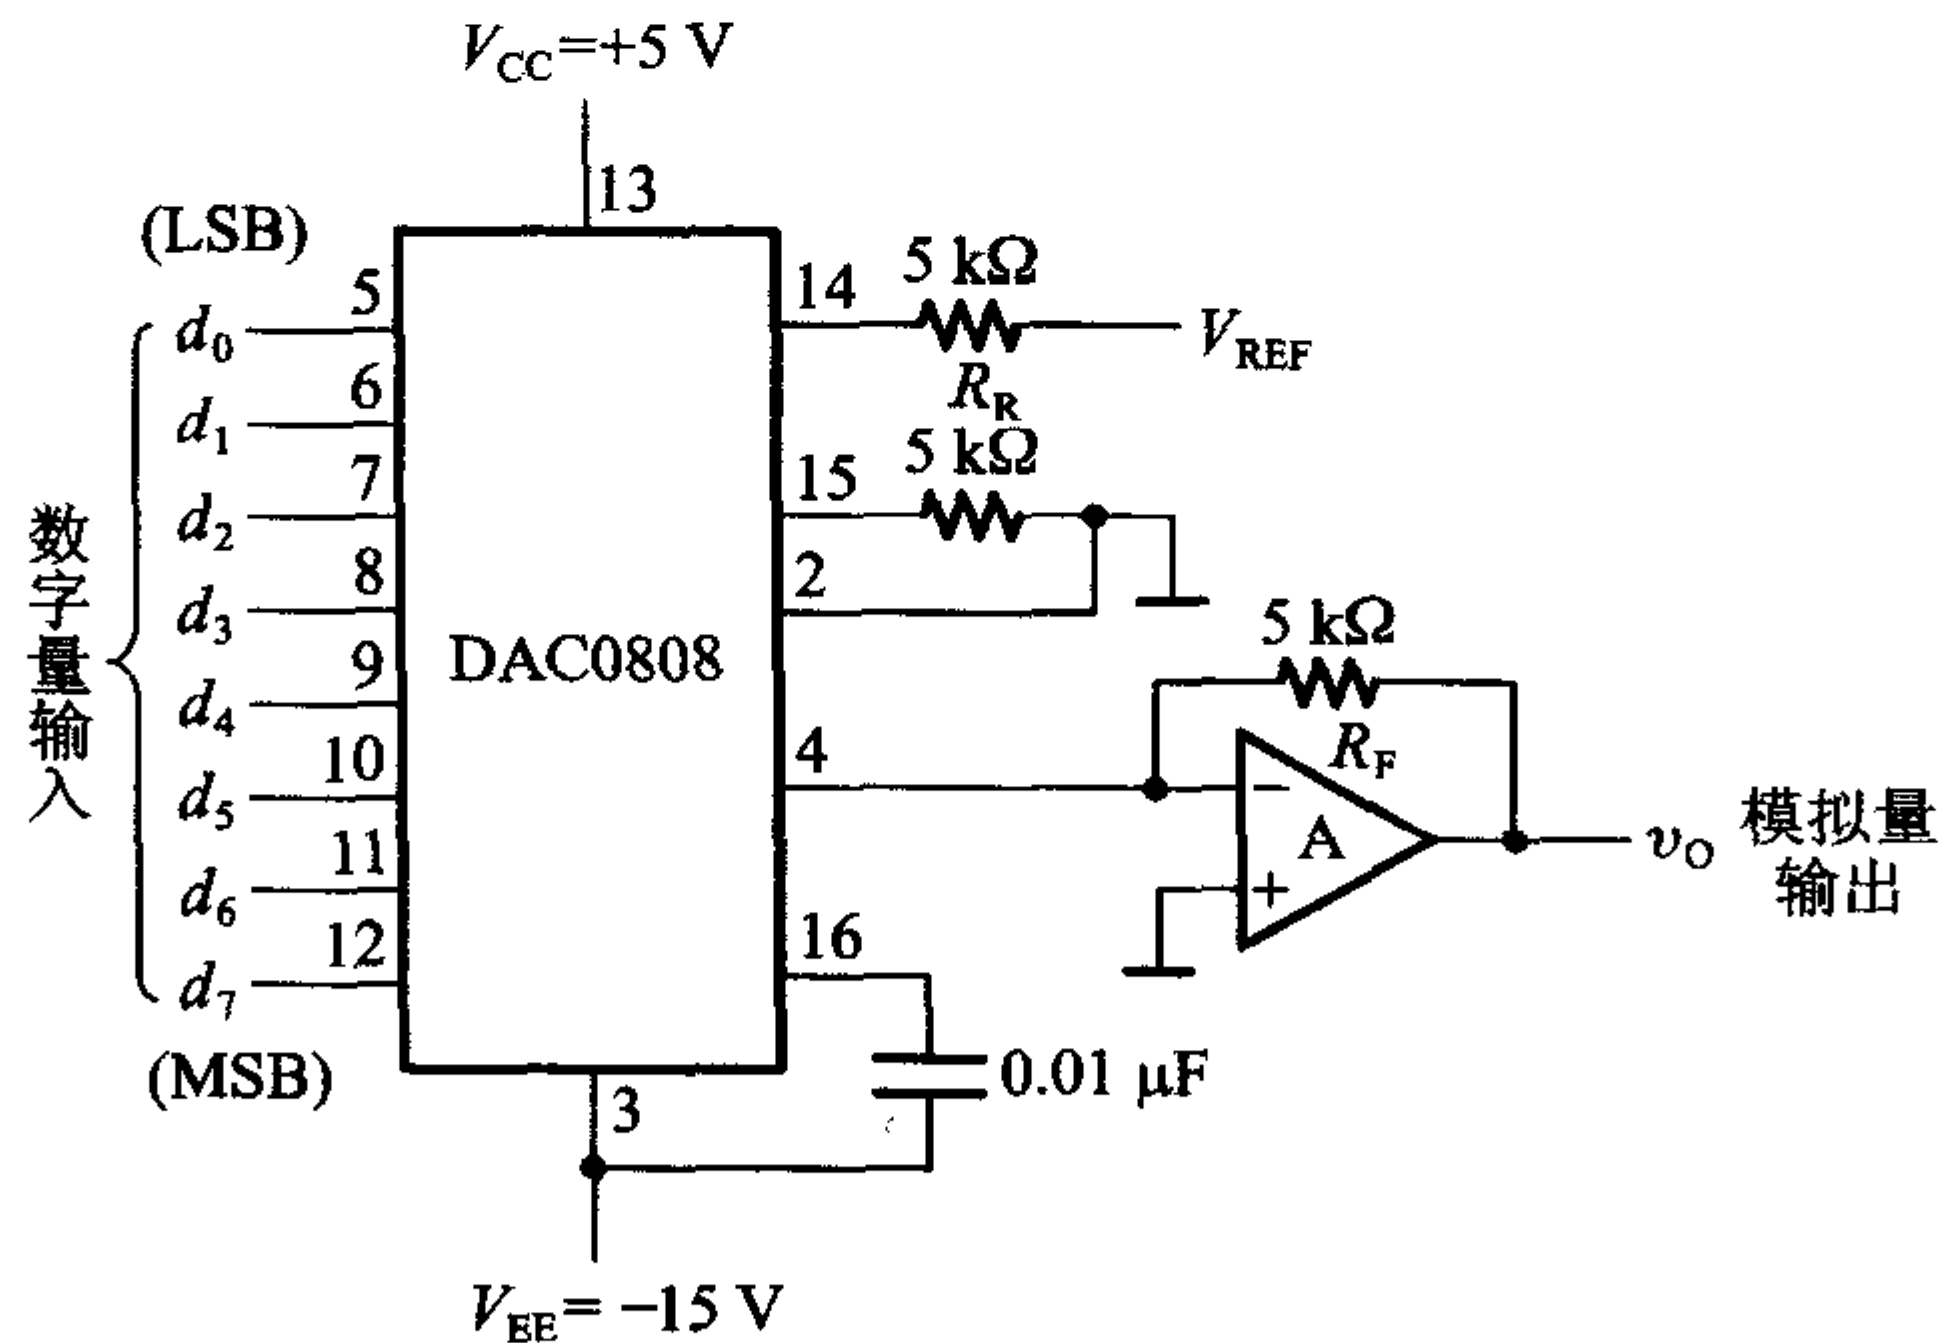 V_CC=+5 V
13
(LSB)
5
d_0
6
d_1
7
d_2
8
d_3
9
d_4
10
d_5
11
d_6
12
d_7
(MSB)
数字量输入
DAC0808
14
5 kΩ
R_R
V_REF
15
5 kΩ
2
4
5 kΩ
R_F
−
A
+
v_O
模拟量
输出
16
0.01 μF
3
V_EE= −15 V